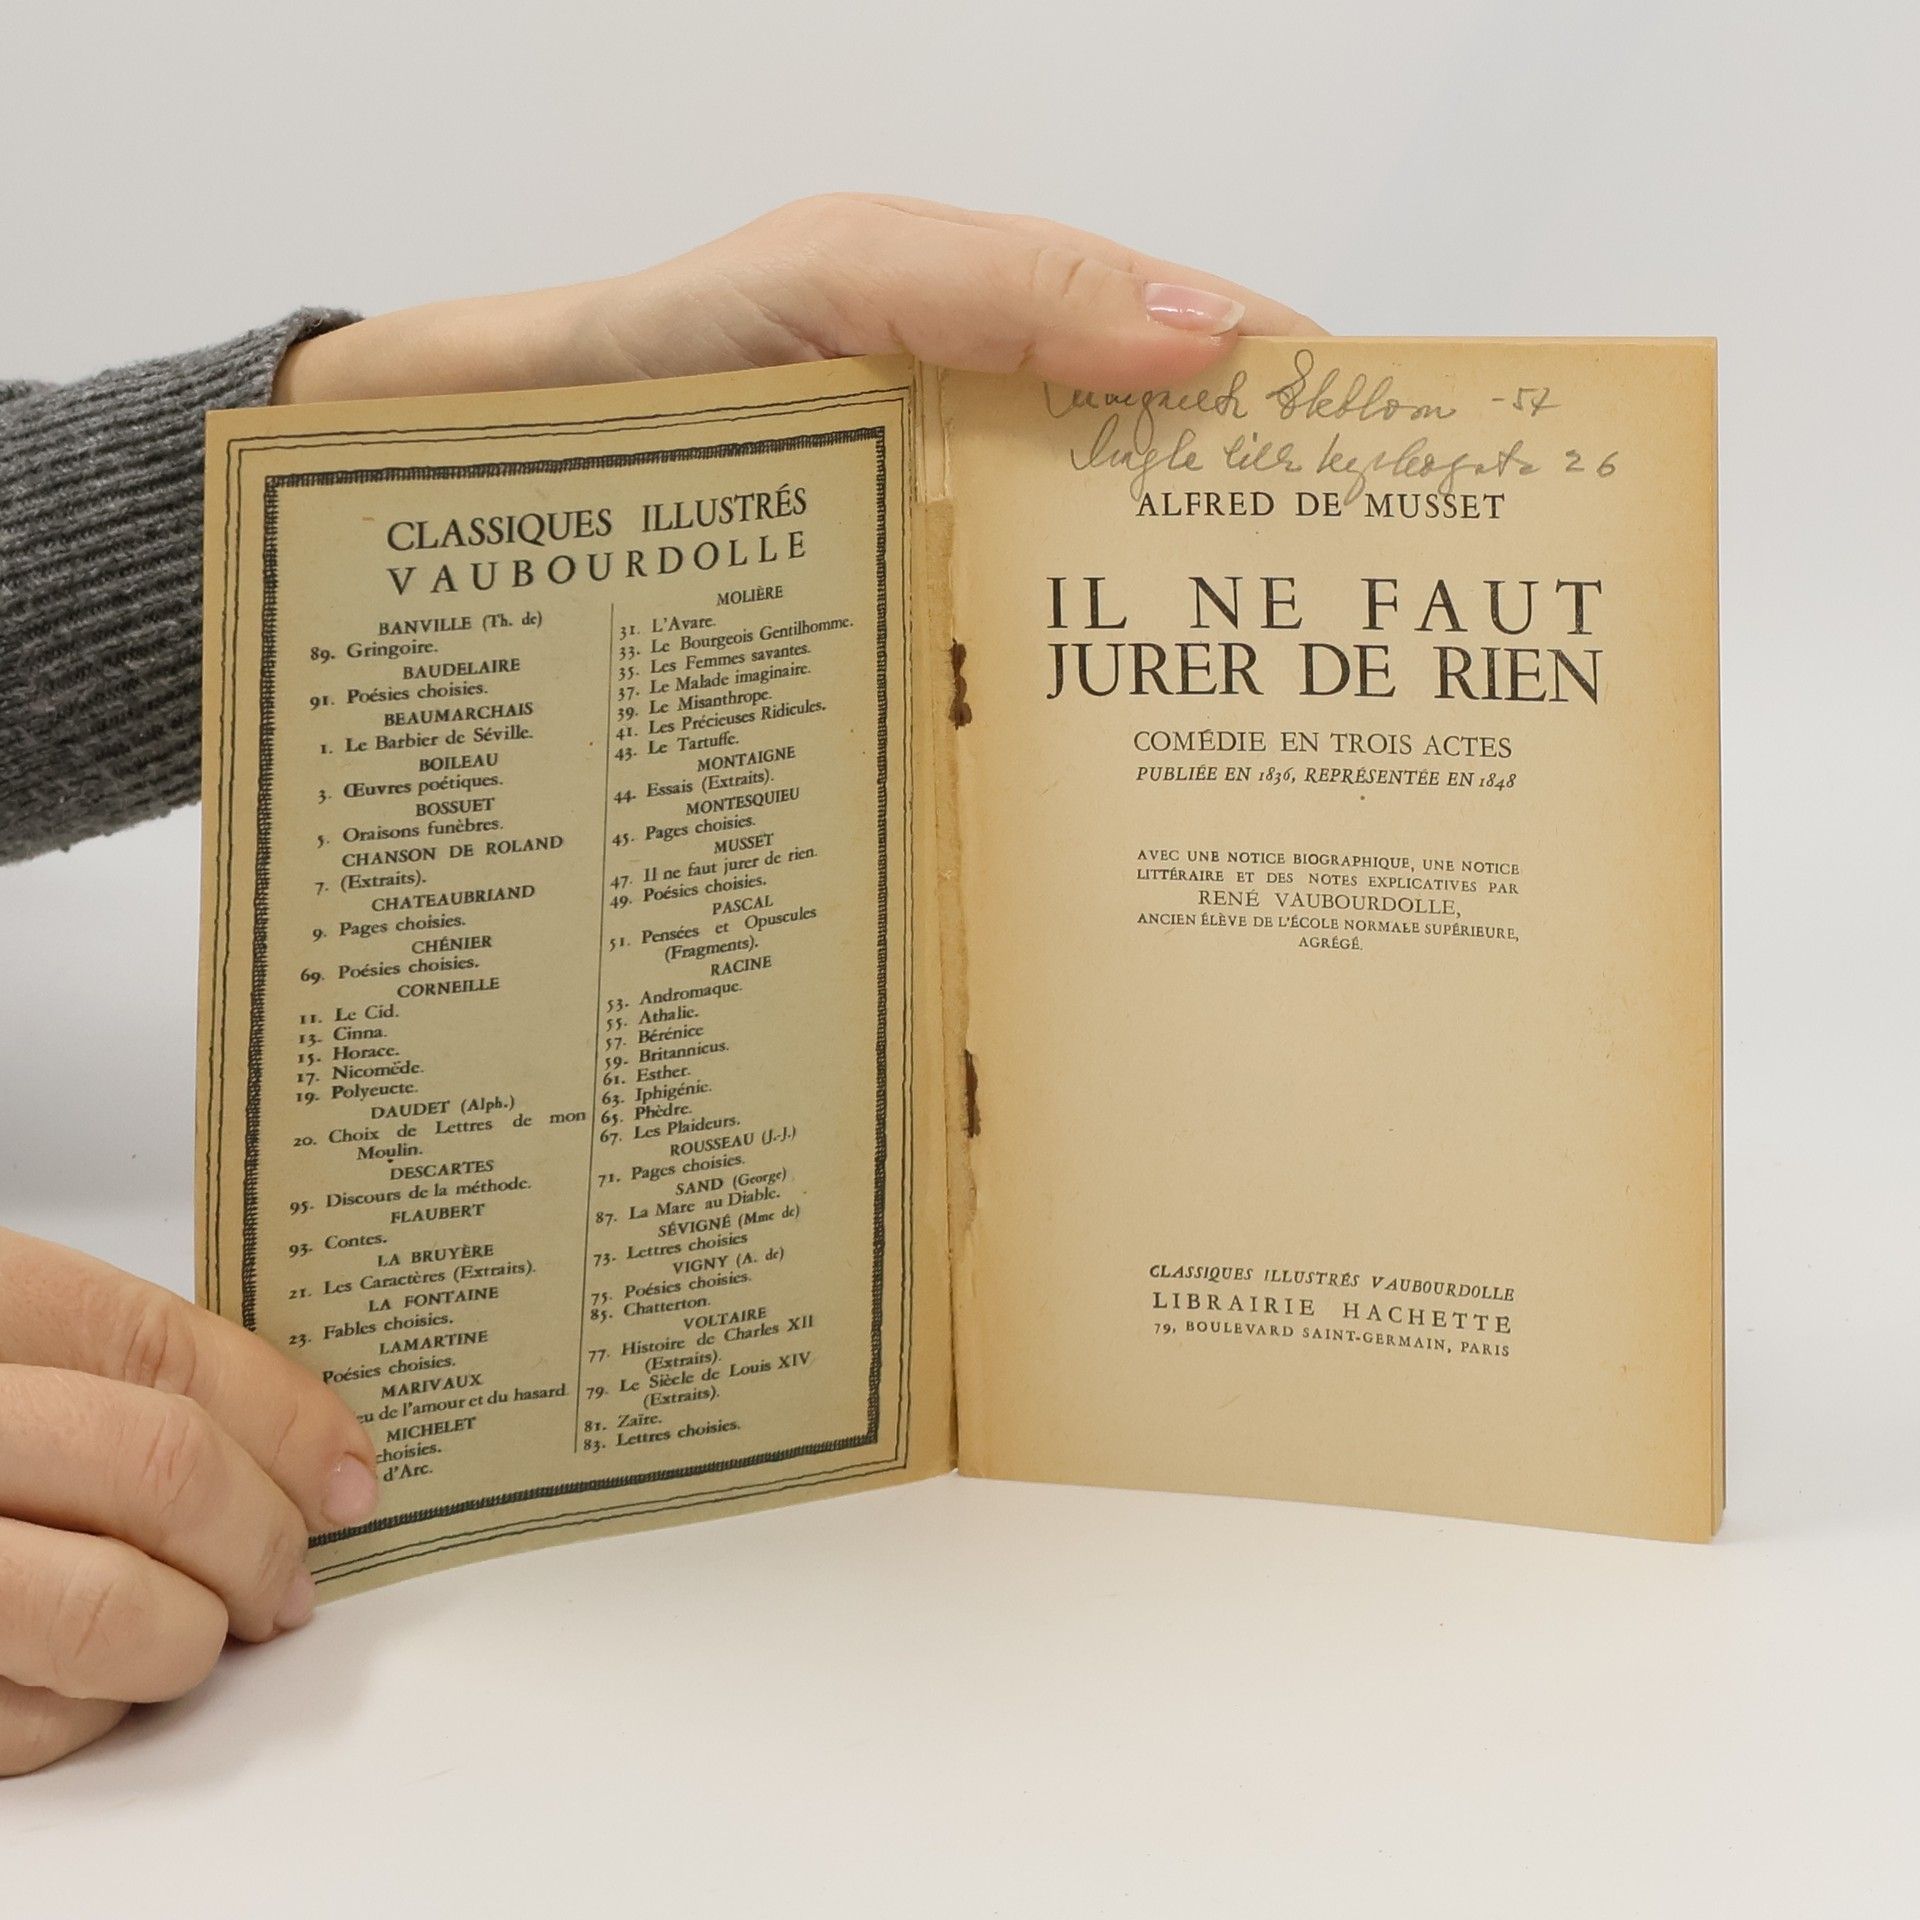 CLASSIQUES ILLUSTRÉS
VAUBOURDOLLE
BANVILLE (Th. de)
89. Gringoire.
BAUDELAIRE
91. Poésies choisies.
BEAUMARCHAIS
1. Le Barbier de Séville.
BOILEAU
3. Œuvres poétiques.
BOSSUET
5. Oraisons funèbres.
CHANSON DE ROLAND
7. (Extraits).
CHATEAUBRIAND
9. Pages choisies.
CHÉNIER
69. Poésies choisies.
CORNEILLE
11. Le Cid.
13. Cinna.
15. Horace.
17. Nicomède.
19. Polyeucte.
DAUDET (Alph.)
20. Choix de Lettres de mon
Moulin.
DESCARTES
95. Discours de la méthode.
FLAUBERT
93. Contes.
LA BRUYÈRE
21. Les Caractères (Extraits).
LA FONTAINE
23. Fables choisies.
LAMARTINE
Poésies choisies.
MARIVAUX
eu de l'amour et du hasard.
MICHELET
choisies.
d'Arc.
MOLIÈRE
31. L'Avare.
33. Le Bourgeois Gentilhomme.
35. Les Femmes savantes.
37. Le Malade imaginaire.
39. Le Misanthrope.
41. Les Précieuses Ridicules.
43. Le Tartuffe.
MONTAIGNE
44. Essais (Extraits).
MONTESQUIEU
45. Pages choisies.
MUSSET
47. Il ne faut jurer de rien.
49. Poésies choisies.
PASCAL
51. Pensées et Opuscules
(Fragments).
RACINE
53. Andromaque.
55. Athalie.
57. Bérénice
59. Britannicus.
61. Esther.
63. Iphigénie.
65. Phèdre.
67. Les Plaideurs.
ROUSSEAU (J.-J.)
71. Pages choisies.
SAND (George)
87. La Mare au Diable.
SÉVIGNÉ (Mme de)
73. Lettres choisies
VIGNY (A. de)
75. Poésies choisies.
85. Chatterton.
VOLTAIRE
77. Histoire de Charles XII
(Extraits).
79. Le Siècle de Louis XIV
(Extraits).
81. Zaïre.
83. Lettres choisies.
Ekblom -57
26
ALFRED DE MUSSET
IL NE FAUT
JURER DE RIEN
COMÉDIE EN TROIS ACTES
PUBLIÉE EN 1836, REPRÉSENTÉE EN 1848
AVEC UNE NOTICE BIOGRAPHIQUE, UNE NOTICE
LITTÉRAIRE ET DES NOTES EXPLICATIVES PAR
RENÉ VAUBOURDOLLE,
ANCIEN ÉLÈVE DE L'ÉCOLE NORMALE SUPÉRIEURE,
AGRÉGÉ.
CLASSIQUES ILLUSTRÉS VAUBOURDOLLE
LIBRAIRIE HACHETTE
79, BOULEVARD SAINT-GERMAIN, PARIS